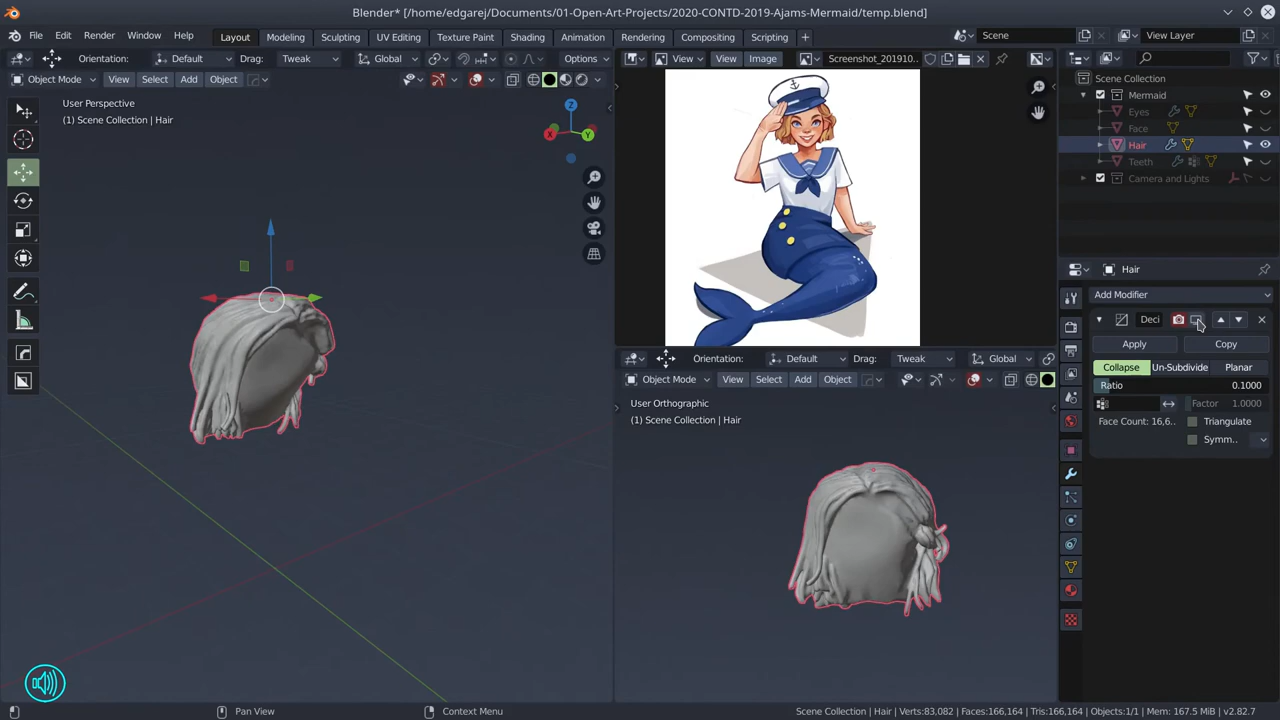 Blender* [/home/edgarej/Documents/01-Open-Art-Projects/2020-CONTD-2019-Ajams-Mermaid/temp.blend]
File Edit Render Window Help Layout Modeling Sculpting UV Editing Texture Paint Shading Animation Rendering Compositing Scripting + Scene View Layer
Orientation: Default Drag: Tweak Global Options
View View Image Screenshot_201910..
Object Mode View Select Add Object
User Perspective
(1) Scene Collection | Hair
X Y Z
Scene Collection
Mermaid
Eyes
Face
Hair
Teeth
Camera and Lights
Hair
Add Modifier
Deci
Apply Copy
Collapse Un-Subdivide Planar
Ratio 0.1000
Factor 1.0000
Face Count: 16,6.. Triangulate
Symm..
Orientation: Default Drag: Tweak Global
Object Mode View Select Add Object
User Orthographic
(1) Scene Collection | Hair
Pan View Context Menu Scene Collection | Hair | Verts:83,082 | Faces:166,164 | Tris:166,164 | Objects:1/1 | Mem: 167.5 MiB | v2.82.7